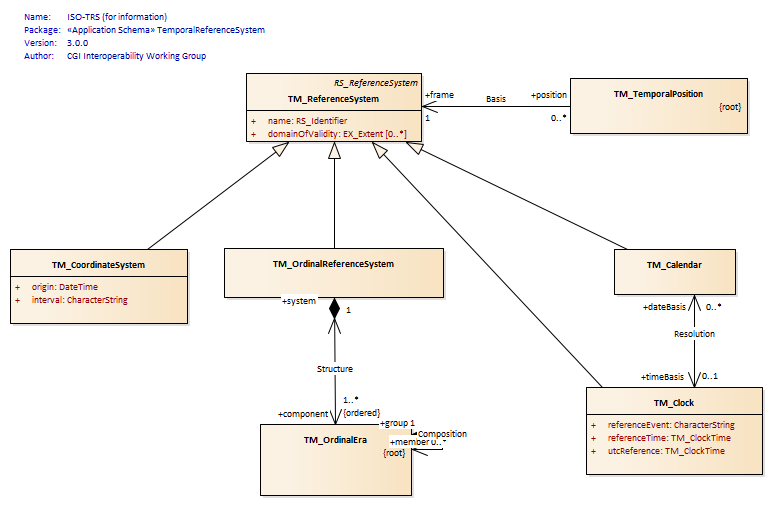 Name: ISO-TRS (for information)
Package: «Application Schema» TemporalReferenceSystem
Version: 3.0.0
Author: CGI Interoperability Working Group
RS_ReferenceSystem
TM_ReferenceSystem
+ name: RS_Identifier
+ domainOfValidity: EX_Extent [0..*]
+frame
1
Basis
+position
0..*
TM_TemporalPosition
{root}
TM_CoordinateSystem
+ origin: DateTime
+ interval: CharacterString
TM_OrdinalReferenceSystem
+system
1
Structure
1..*
+component
{ordered}
TM_Calendar
+dateBasis
0..*
Resolution
+timeBasis
0..1
TM_Clock
+ referenceEvent: CharacterString
+ referenceTime: TM_ClockTime
+ utcReference: TM_ClockTime
TM_OrdinalEra
{root}
+group 1
Composition
+member 0..*